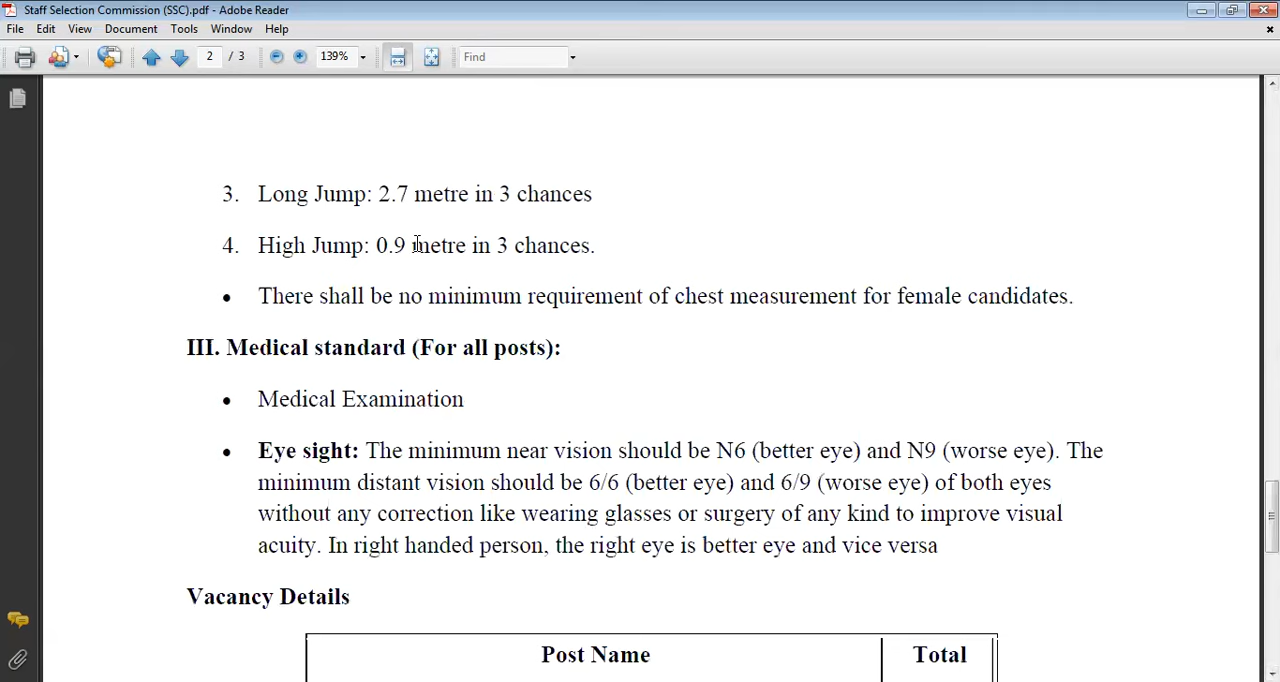 Staff Selection Commission (SSC).pdf - Adobe Reader
File Edit View Document Tools Window Help
2 / 3 139% Find
3. Long Jump: 2.7 metre in 3 chances
4. High Jump: 0.9 metre in 3 chances.
• There shall be no minimum requirement of chest measurement for female candidates.
III. Medical standard (For all posts):
• Medical Examination
• Eye sight: The minimum near vision should be N6 (better eye) and N9 (worse eye). The
minimum distant vision should be 6/6 (better eye) and 6/9 (worse eye) of both eyes
without any correction like wearing glasses or surgery of any kind to improve visual
acuity. In right handed person, the right eye is better eye and vice versa
Vacancy Details
Post Name Total